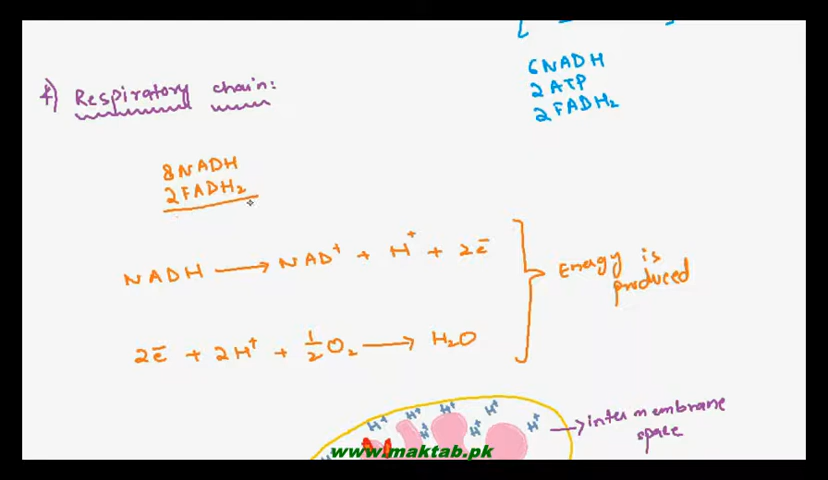 6NADH
2ATP
2FADH₂
4) Respiratory chain:
8NADH
2FADH₂
NADH → NAD⁺ + H⁺ + 2e⁻
Energy is
produced
2e⁻ + 2H⁺ + 1/2 O₂ → H₂O
H⁺ H⁺ H⁺ H⁺ H⁺
H⁺ H⁺
→ inter membrane
space
www.maktab.pk